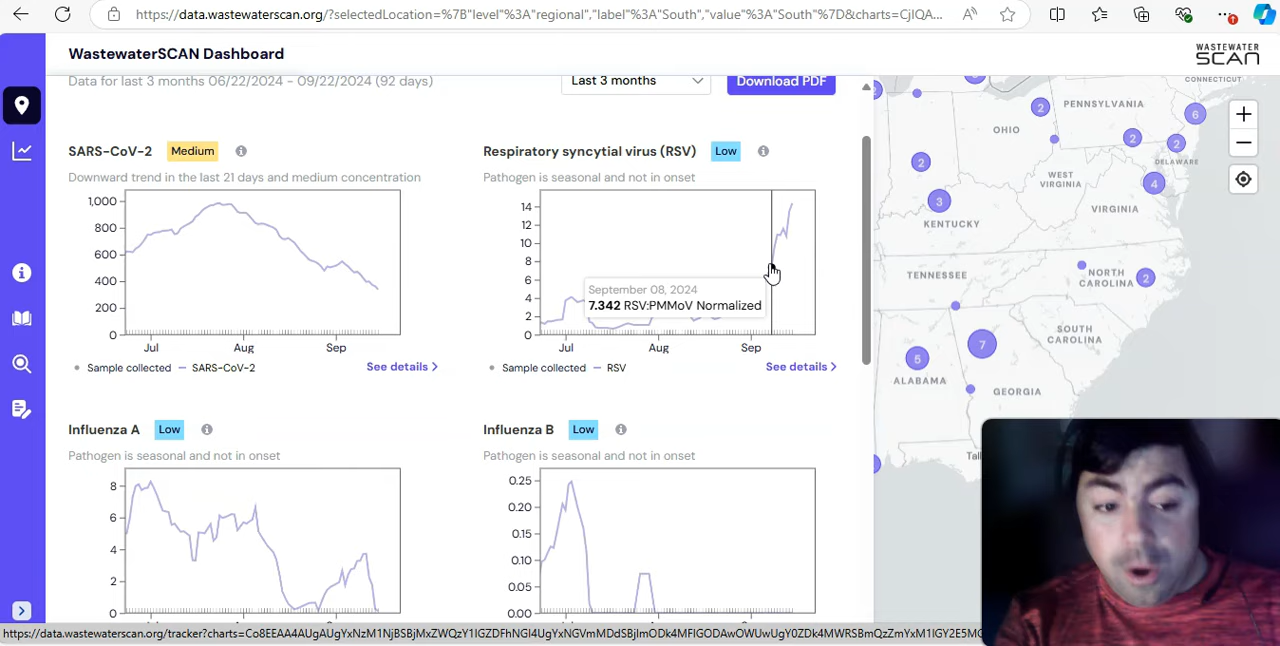 https://data.wastewaterscan.org/?selectedLocation=%7B"level"%3A"regional","label"%3A"South","value"%3A"South"%7D&charts=CjIQA...
WastewaterSCAN Dashboard
WASTEWATER
SCAN
Data for last 3 months 06/22/2024 - 09/22/2024 (92 days)
Last 3 months
Download PDF
SARS-CoV-2 Medium
Downward trend in the last 21 days and medium concentration
1,000
800
600
400
200
0
Jul Aug Sep
Sample collected SARS-CoV-2
See details
Respiratory syncytial virus (RSV) Low
Pathogen is seasonal and not in onset
14
12
10
8
6
4
2
0
September 08, 2024
7.342 RSV:PMMoV Normalized
Jul Aug Sep
Sample collected RSV
See details
Influenza A Low
Pathogen is seasonal and not in onset
8
6
4
2
0
Influenza B Low
Pathogen is seasonal and not in onset
0.25
0.20
0.15
0.10
0.05
0.00
CONNECTICUT
2
PENNSYLVANIA
6
OHIO
2
2
DELAWARE
2
WEST
VIRGINIA
4
3
KENTUCKY
VIRGINIA
TENNESSEE
NORTH
CAROLINA
2
7
SOUTH
CAROLINA
5
ALABAMA
GEORGIA